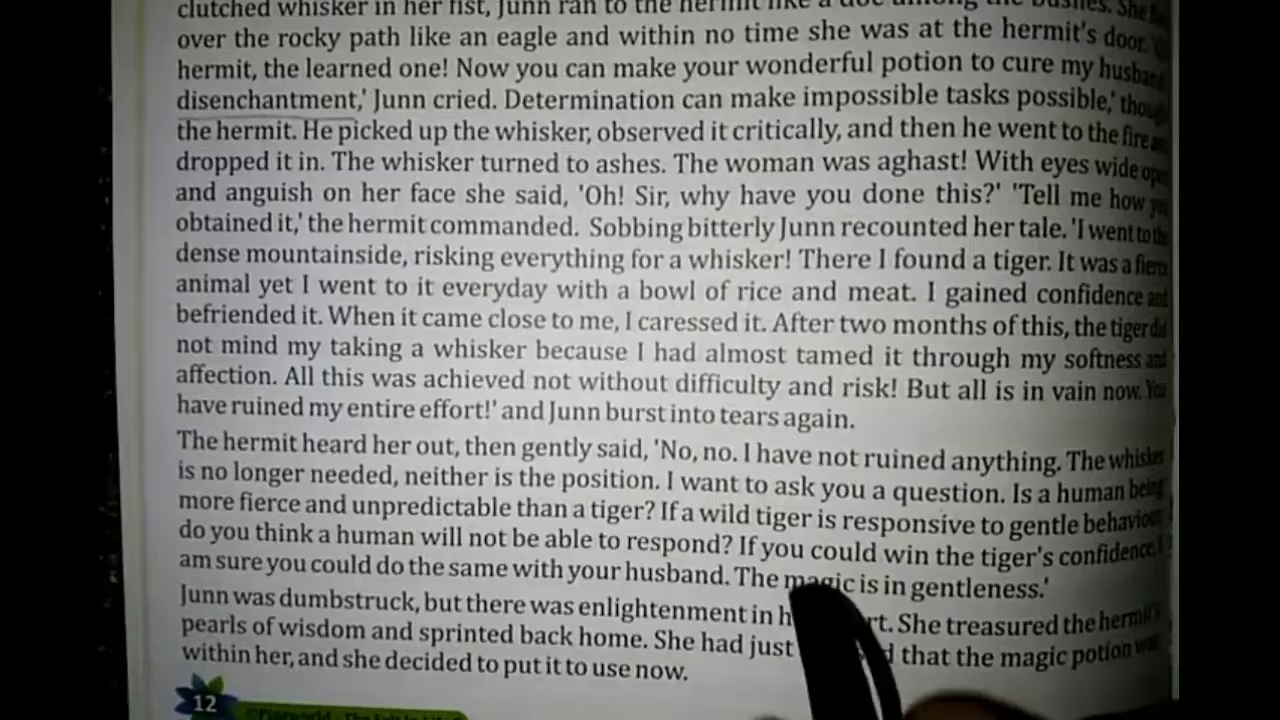 clutched whisker in her fist, Junn ran to the hermit like a doe among the bushes. She
over the rocky path like an eagle and within no time she was at the hermit's door.
hermit, the learned one! Now you can make your wonderful potion to cure my husband
disenchantment,' Junn cried. Determination can make impossible tasks possible,' though
the hermit. He picked up the whisker, observed it critically, and then he went to the fire
dropped it in. The whisker turned to ashes. The woman was aghast! With eyes wide open
and anguish on her face she said, 'Oh! Sir, why have you done this?' 'Tell me how you
obtained it,' the hermit commanded. Sobbing bitterly Junn recounted her tale. 'I went to the
dense mountainside, risking everything for a whisker! There I found a tiger. It was a fierce
animal yet I went to it everyday with a bowl of rice and meat. I gained confidence and
befriended it. When it came close to me, I caressed it. After two months of this, the tiger did
not mind my taking a whisker because I had almost tamed it through my softness and
affection. All this was achieved not without difficulty and risk! But all is in vain now. You
have ruined my entire effort!' and Junn burst into tears again.
The hermit heard her out, then gently said, 'No, no. I have not ruined anything. The whisker
is no longer needed, neither is the position. I want to ask you a question. Is a human being
more fierce and unpredictable than a tiger? If a wild tiger is responsive to gentle behaviour
do you think a human will not be able to respond? If you could win the tiger's confidence, I
am sure you could do the same with your husband. The magic is in gentleness.'
Junn was dumbstruck, but there was enlightenment in She treasured the hermit's
pearls of wisdom and sprinted back home. She had just that the magic potion was
within her, and she decided to put it to use now.
12